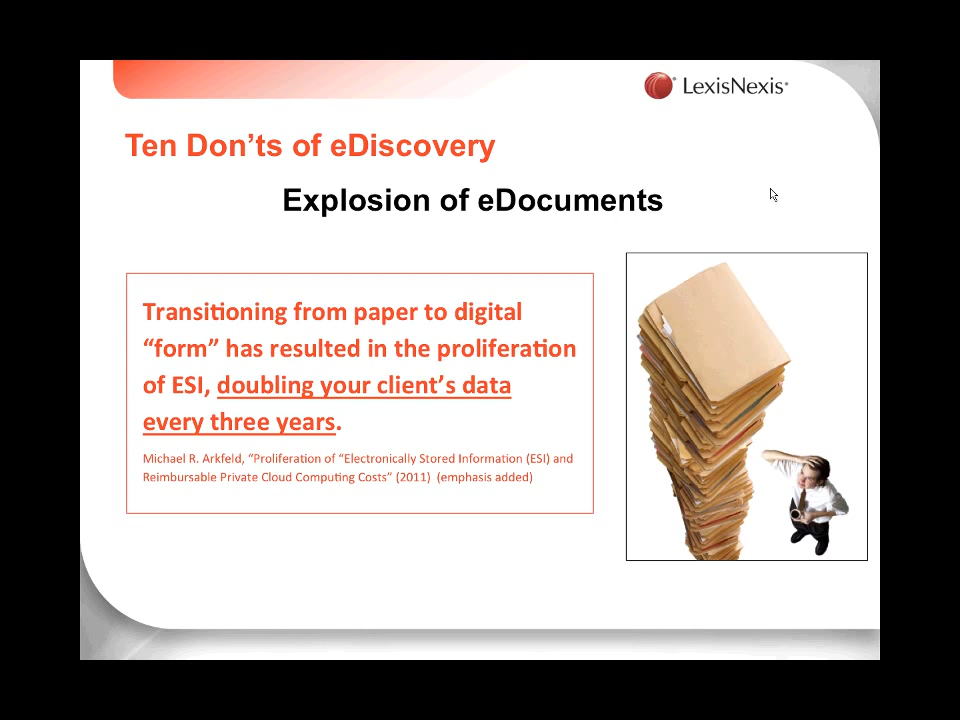 LexisNexis®
Ten Don’ts of eDiscovery
Explosion of eDocuments
Transitioning from paper to digital
“form” has resulted in the proliferation
of ESI, doubling your client’s data
every three years.
Michael R. Arkfeld, “Proliferation of “Electronically Stored Information (ESI) and
Reimbursable Private Cloud Computing Costs” (2011) (emphasis added)